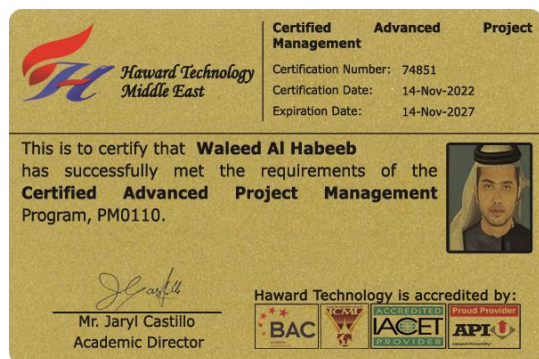 Haward Technology
Middle East
Certified Advanced Project
Management
Certification Number: 74851
Certification Date: 14-Nov-2022
Expiration Date: 14-Nov-2027
This is to certify that Waleed Al Habeeb
has successfully met the requirements of the
Certified Advanced Project Management
Program, PM0110.
Mr. Jaryl Castillo
Academic Director
Haward Technology is accredited by:
BAC
TCMI
ACCREDITED
IACET
PROVIDER
Proud Provider
API